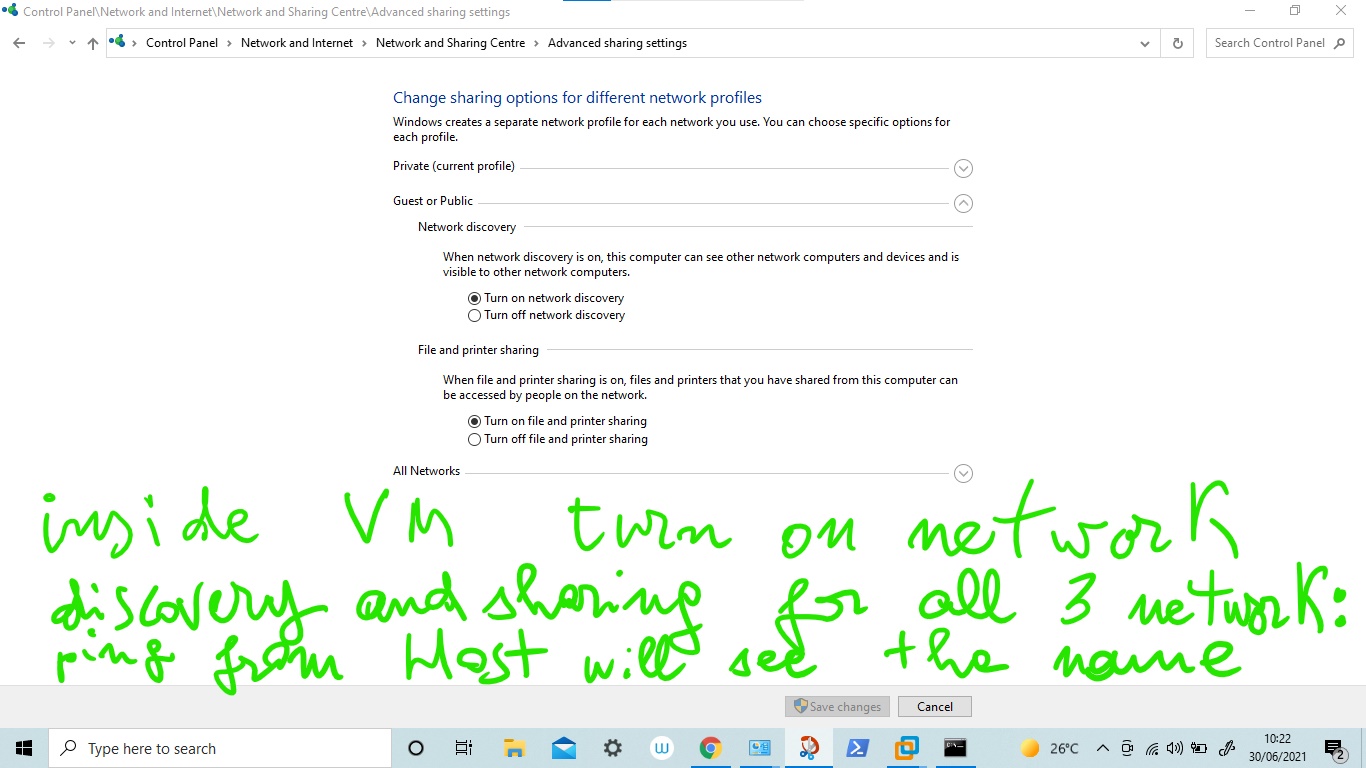 Control Panel\Network and Internet\Network and Sharing Centre\Advanced sharing settings
Control Panel > Network and Internet > Network and Sharing Centre > Advanced sharing settings
Search Control Panel
Change sharing options for different network profiles
Windows creates a separate network profile for each network you use. You can choose specific options for
each profile.
Private (current profile)
Guest or Public
Network discovery
When network discovery is on, this computer can see other network computers and devices and is
visible to other network computers.
Turn on network discovery
Turn off network discovery
File and printer sharing
When file and printer sharing is on, files and printers that you have shared from this computer can
be accessed by people on the network.
Turn on file and printer sharing
Turn off file and printer sharing
All Networks
inside VM turn on network
discovery and sharing for all 3 network:
ping from Host will see the name
Save changes
Cancel
Type here to search
W
26°C
10:22
30/06/2021
2